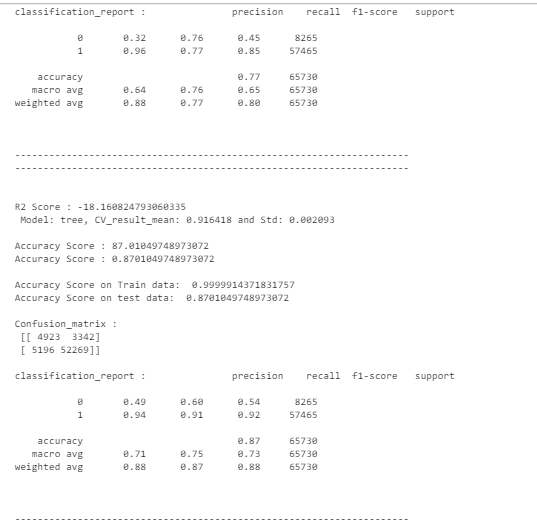 classification_report :               precision    recall  f1-score   support
           0       0.32      0.76      0.45      8265
           1       0.96      0.77      0.85     57465
    accuracy                           0.77     65730
   macro avg       0.64      0.76      0.65     65730
weighted avg       0.88      0.77      0.80     65730
---------------------------------------------------------------------
---------------------------------------------------------------------
R2 Score : -18.160824793060335
 Model: tree, CV_result_mean: 0.916418 and Std: 0.002093
Accuracy Score : 87.01049748973072
Accuracy Score : 0.8701049748973072
Accuracy Score on Train data:  0.9999914371831757
Accuracy Score on test data:  0.8701049748973072
Confusion_matrix :
 [[ 4923  3342]
 [ 5196 52269]]
classification_report :               precision    recall  f1-score   support
           0       0.49      0.60      0.54      8265
           1       0.94      0.91      0.92     57465
    accuracy                           0.87     65730
   macro avg       0.71      0.75      0.73     65730
weighted avg       0.88      0.87      0.88     65730
---------------------------------------------------------------------